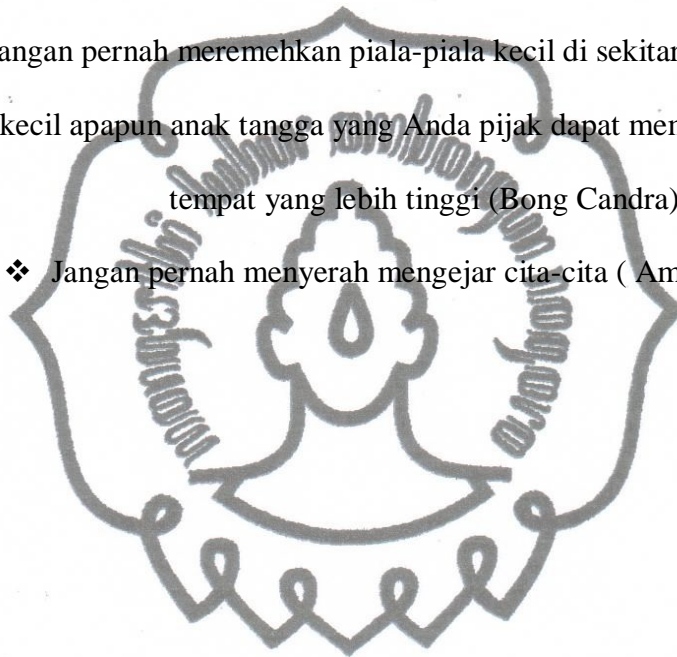 angan pernah meremehkan piala-piala kecil di sekitar
kecil apapun anak tangga yang Anda pijak dapat men
tempat yang lebih tinggi (Bong Candra)
❖ Jangan pernah menyerah mengejar cita-cita ( Am